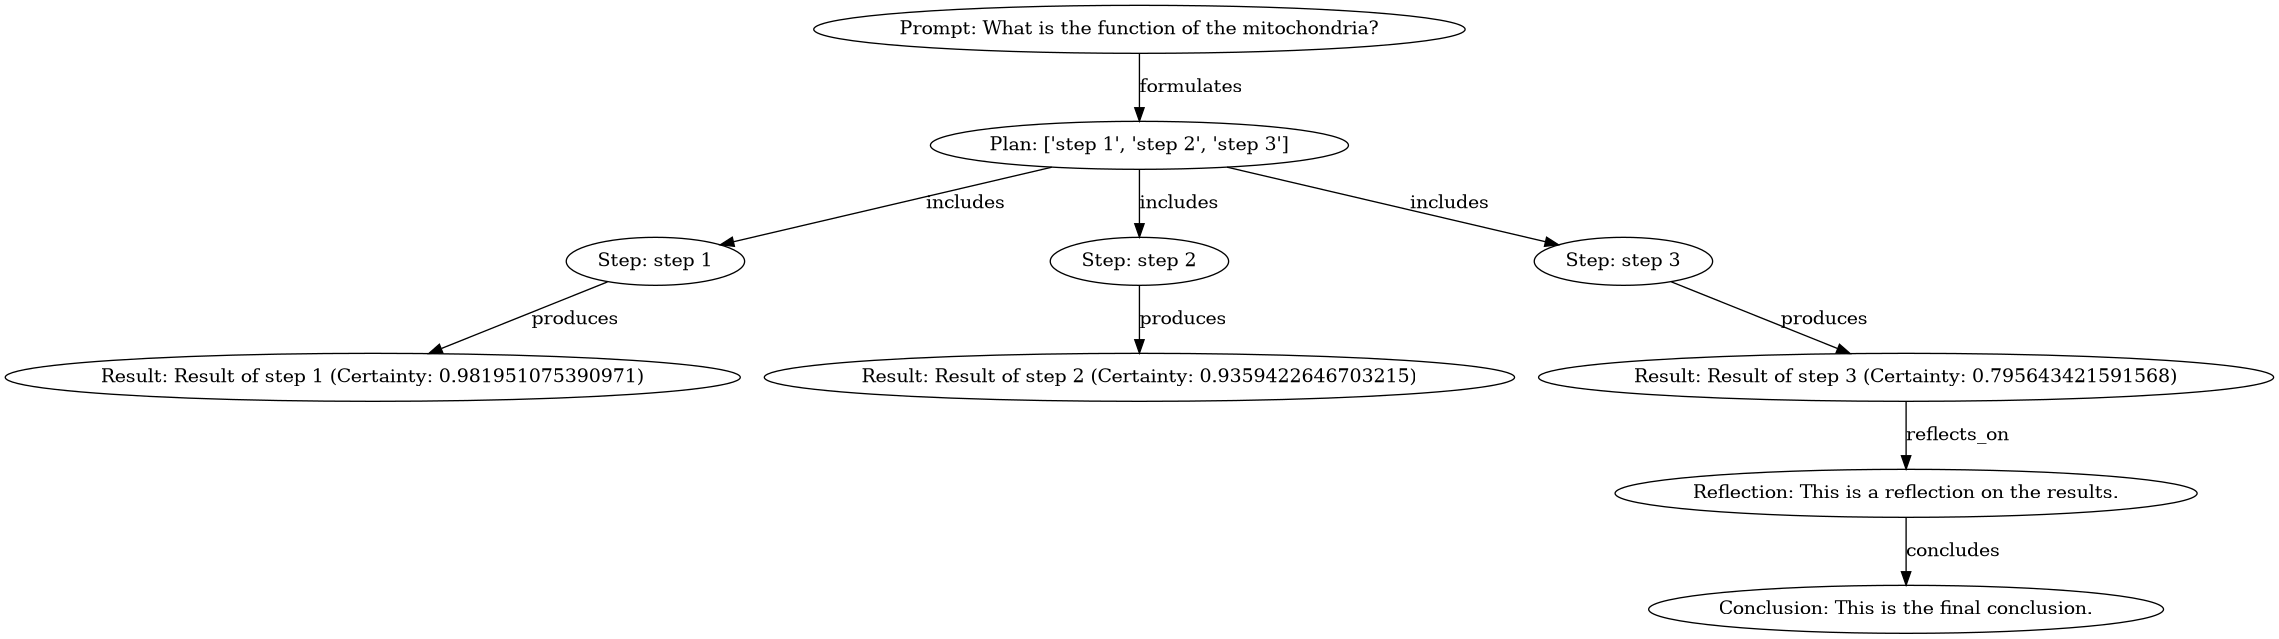 Prompt: What is the function of the mitochondria?
formulates
Plan: ['step 1', 'step 2', 'step 3']
includes
includes
includes
Step: step 1
Step: step 2
Step: step 3
produces
produces
produces
Result: Result of step 1 (Certainty: 0.981951075390971)
Result: Result of step 2 (Certainty: 0.9359422646703215)
Result: Result of step 3 (Certainty: 0.795643421591568)
reflects_on
Reflection: This is a reflection on the results.
concludes
Conclusion: This is the final conclusion.